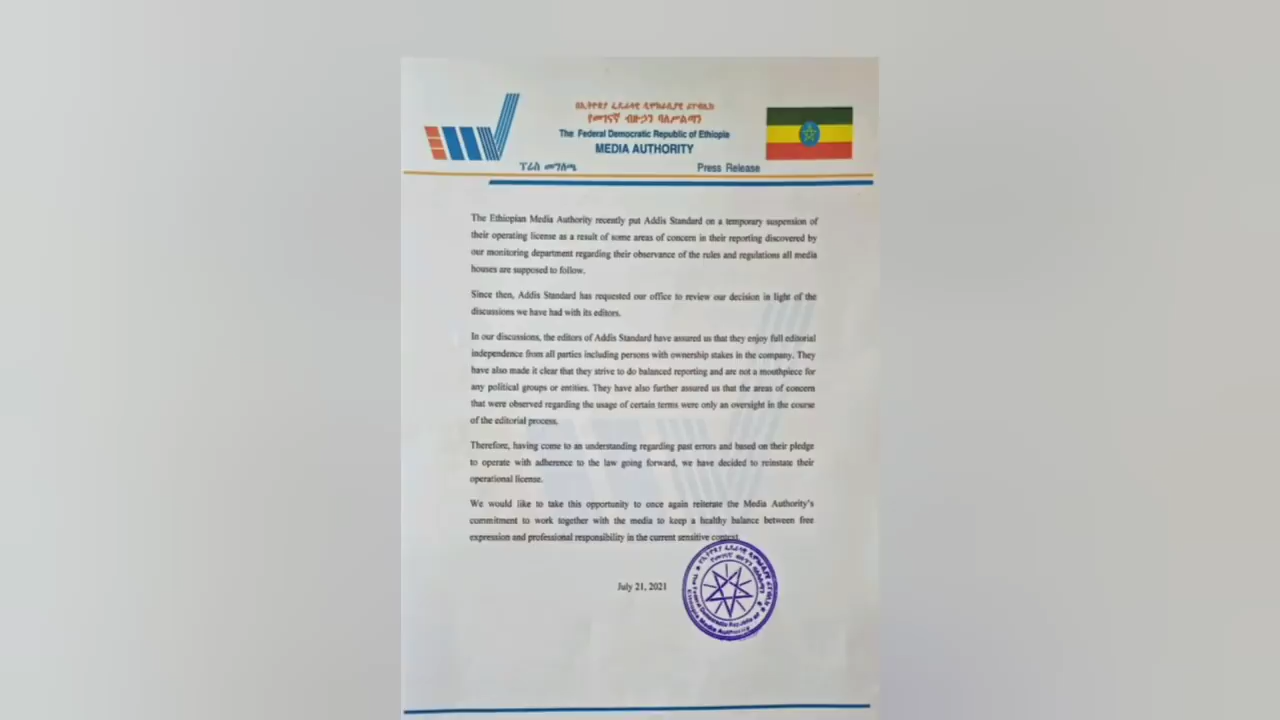 በኢትዮጵያ ፌዴራላዊ ዲሞክራሲያዊ ሪፐብሊክ
የመገናኛ ብዙኃን ባለሥልጣን
The Federal Democratic Republic of Ethiopia
MEDIA AUTHORITY
ፕሬስ መግለጫ Press Release
The Ethiopian Media Authority recently put Addis Standard on a temporary suspension of
their operating license as a result of some areas of concern in their reporting discovered by
our monitoring department regarding their observance of the rules and regulations all media
houses are supposed to follow.
Since then, Addis Standard has requested our office to review our decision in light of the
discussions we have had with its editors.
In our discussions, the editors of Addis Standard have assured us that they enjoy full editorial
independence from all parties including persons with ownership stakes in the company. They
have also made it clear that they strive to do balanced reporting and are not a mouthpiece for
any political groups or entities. They have also further assured us that the areas of concern
that were observed regarding the usage of certain terms were only an oversight in the course
of the editorial process.
Therefore, having come to an understanding regarding past errors and based on their pledge
to operate with adherence to the law going forward, we have decided to reinstate their
operational license.
We would like to take this opportunity to once again reiterate the Media Authority's
commitment to work together with the media to keep a healthy balance between free
expression and professional responsibility in the current sensitive context.
July 21, 2021
The Federal Democratic Republic of
Ethiopia Media Authority